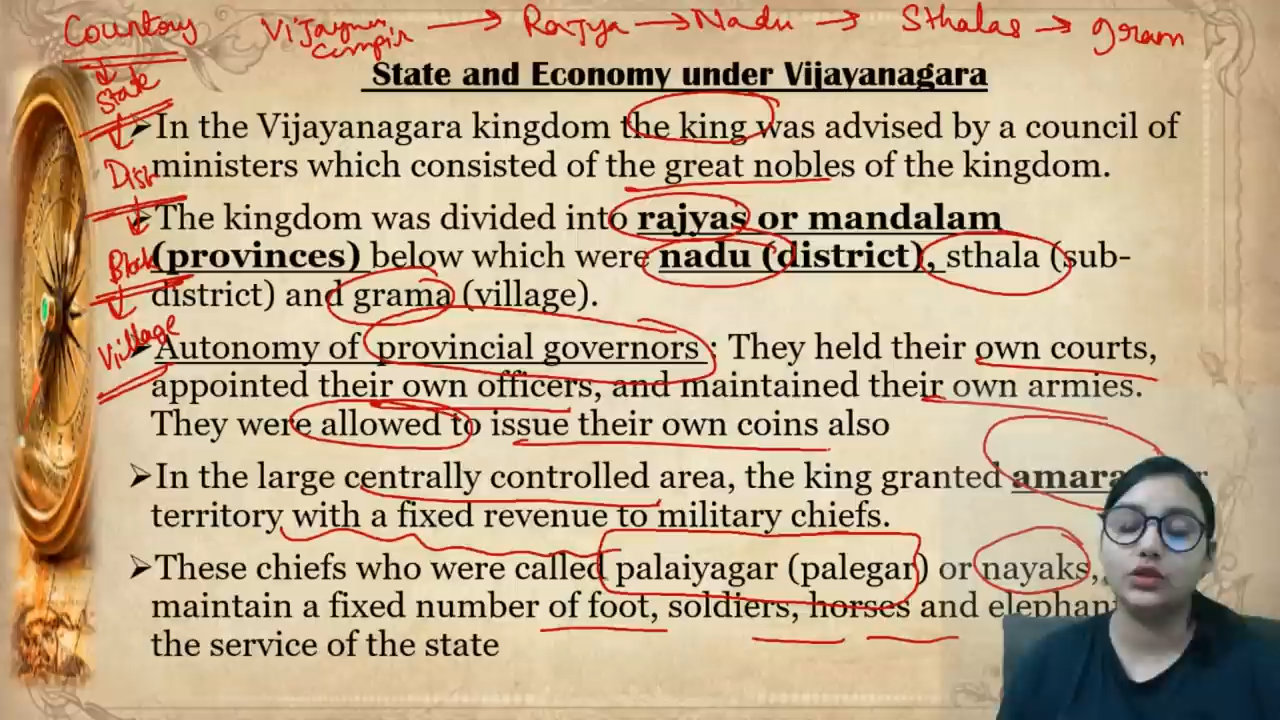 Country Vijaynr Empir → Rajya → Nadu → Sthalas → gram
State and Economy under Vijayanagara
State
➢In the Vijayanagara kingdom the king was advised by a council of
ministers which consisted of the great nobles of the kingdom.
Dist
➢The kingdom was divided into rajyas or mandalam
(provinces) below which were nadu (district), sthala (sub-
Block
district) and grama (village).
Village
➢Autonomy of provincial governors : They held their own courts,
appointed their own officers, and maintained their own armies.
They were allowed to issue their own coins also
➢In the large centrally controlled area, the king granted amara
territory with a fixed revenue to military chiefs.
➢These chiefs who were called palaiyagar (palegar) or nayaks,
maintain a fixed number of foot, soldiers, horses and
the service of the state